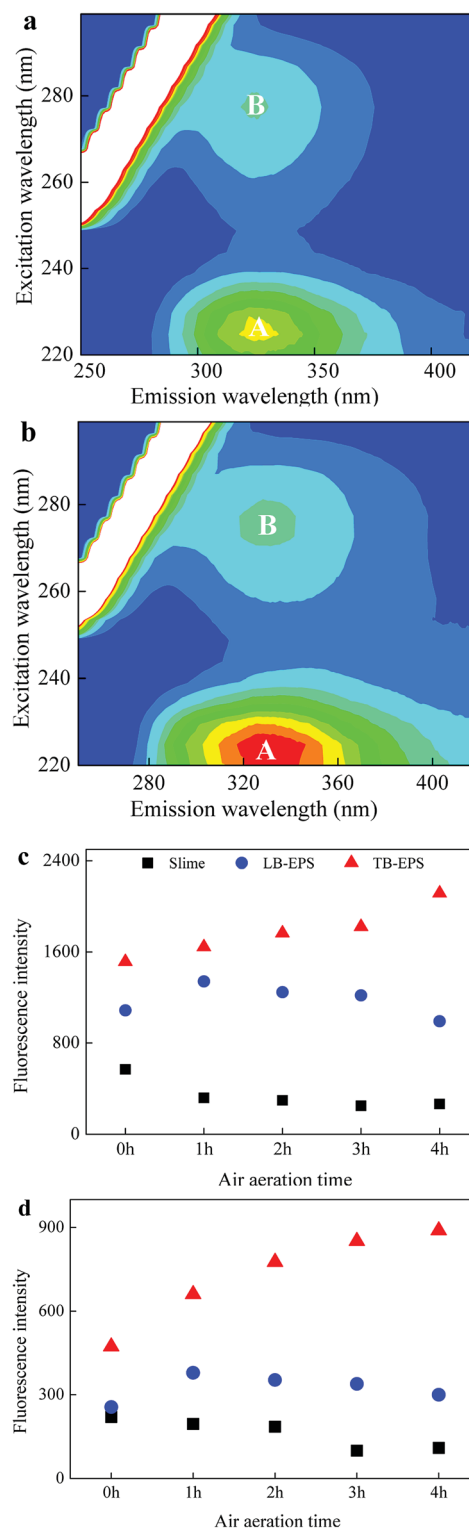 a
280
260
240
220
Excitation wavelength (nm)
B
A
250 300 350 400
Emission wavelength (nm)
b
280
260
240
220
Excitation wavelength (nm)
B
A
280 320 360 400
Emission wavelength (nm)
c
2400
1600
800
0
Fluorescence intensity
Slime LB-EPS TB-EPS
0h 1h 2h 3h 4h
Air aeration time
d
900
600
300
0
Fluorescence intensity
0h 1h 2h 3h 4h
Air aeration time